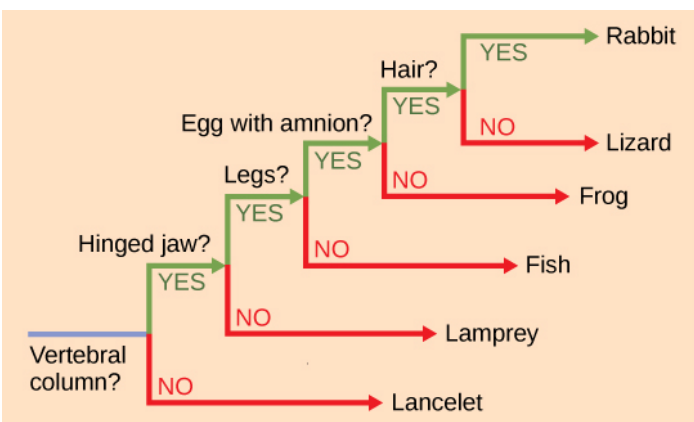 Rabbit
YES
Hair?
YES
NO
Lizard
Egg with amnion?
YES
NO
Frog
Legs?
YES
NO
Fish
Hinged jaw?
YES
NO
Lamprey
Vertebral
column?
NO
Lancelet